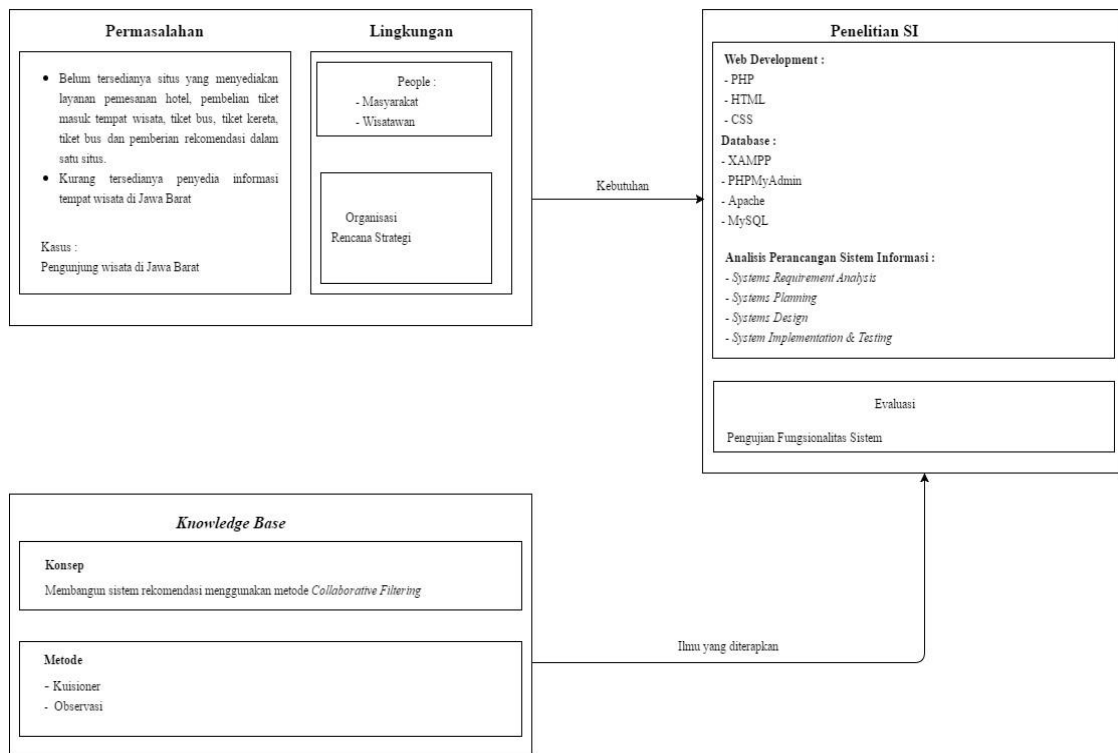 Permasalahan
• Belum tersedianya situs yang menyediakan
layanan pemesanan hotel, pembelian tiket
masuk tempat wisata, tiket bus, tiket kereta,
tiket bus dan pemberian rekomendasi dalam
satu situs.
• Kurang tersedianya penyedia informasi
tempat wisata di Jawa Barat
Kasus :
Pengunjung wisata di Jawa Barat
Lingkungan
People :
- Masyarakat
- Wisatawan
Organisasi
Rencana Strategi
Kebutuhan
Penelitian SI
Web Development :
- PHP
- HTML
- CSS
Database :
- XAMPP
- PHPMyAdmin
- Apache
- MySQL
Analisis Perancangan Sistem Informasi :
- Systems Requirement Analysis
- Systems Planning
- Systems Design
- System Implementation & Testing
Evaluasi
Pengujian Fungsionalitas Sistem
Knowledge Base
Konsep
Membangun sistem rekomendasi menggunakan metode Collaborative Filtering
Metode
- Kuisioner
- Observasi
Ilmu yang diterapkan